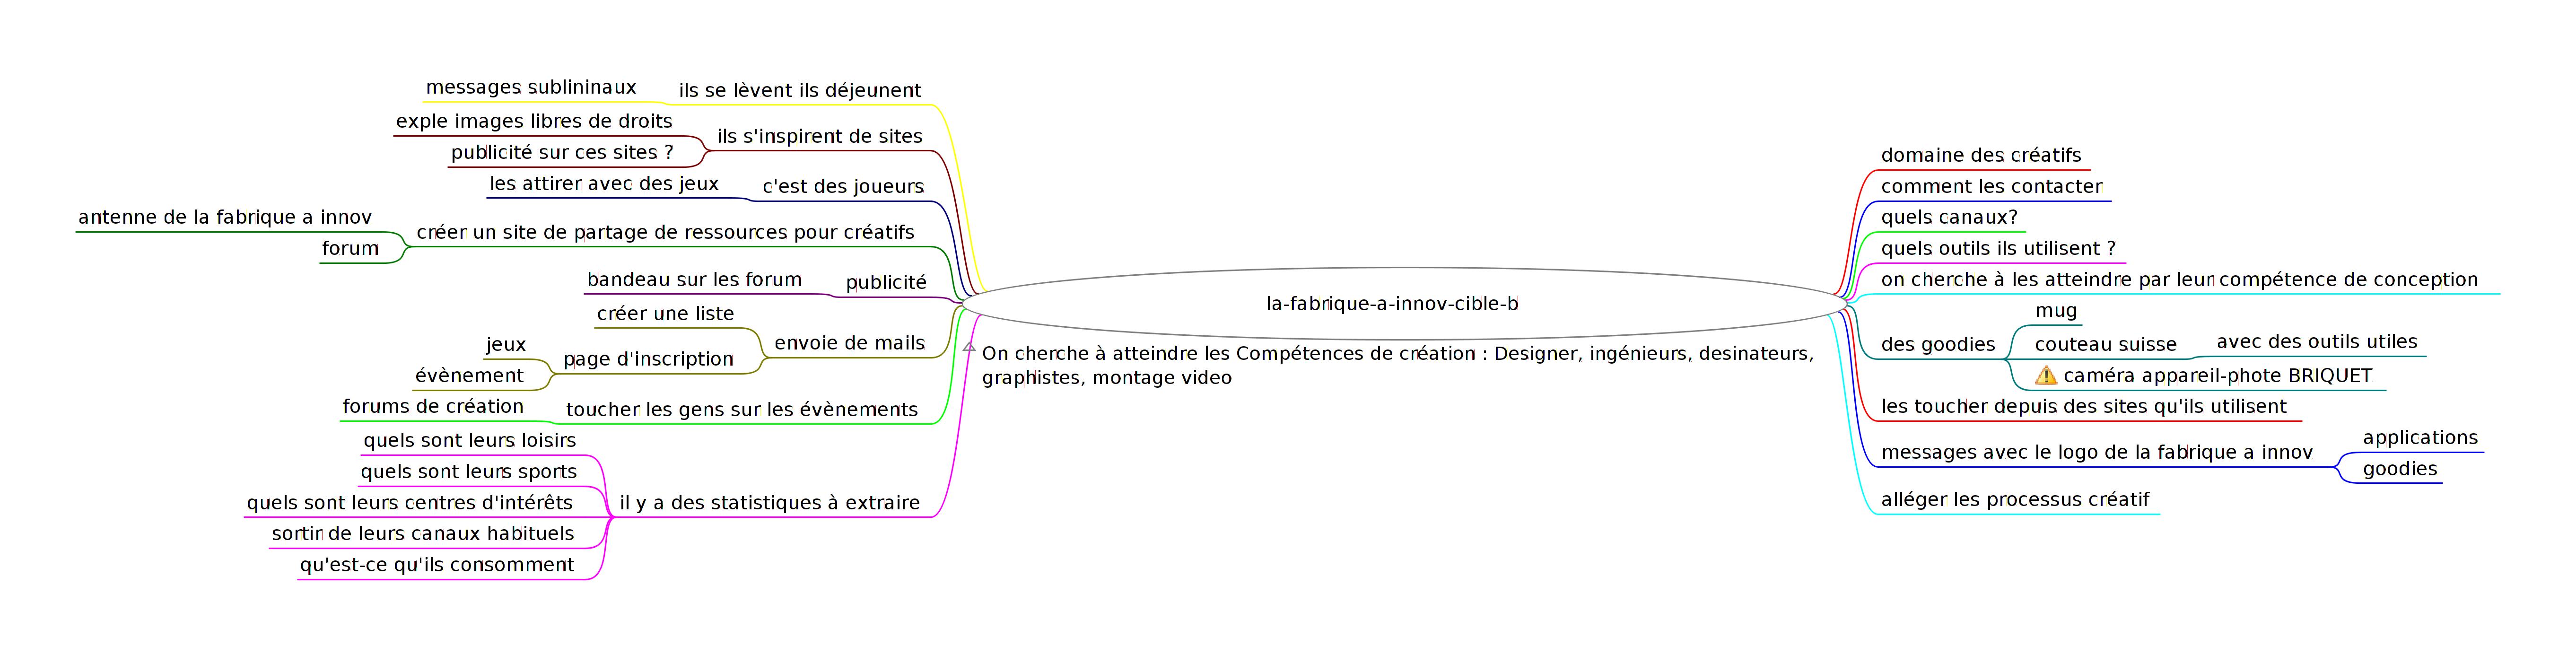 messages sublininaux
ils se lèvent ils déjeunent
exple images libres de droits
publicité sur ces sites ?
ils s'inspirent de sites
les attirer avec des jeux
c'est des joueurs
antenne de la fabrique a innov
forum
créer un site de partage de ressources pour créatifs
bandeau sur les forum
publicité
créer une liste
jeux
évènement
page d'inscription
envoie de mails
forums de création
toucher les gens sur les évènements
quels sont leurs loisirs
quels sont leurs sports
quels sont leurs centres d'intérêts
sortir de leurs canaux habituels
qu'est-ce qu'ils consomment
il y a des statistiques à extraire
la-fabrique-a-innov-cible-b
On cherche à atteindre les Compétences de création : Designer, ingénieurs, desinateurs,
graphistes, montage video
domaine des créatifs
comment les contacter
quels canaux?
quels outils ils utilisent ?
on cherche à les atteindre par leur compétence de conception
des goodies
mug
couteau suisse
avec des outils utiles
caméra appareil-phote BRIQUET
les toucher depuis des sites qu'ils utilisent
messages avec le logo de la fabrique a innov
applications
goodies
alléger les processus créatif